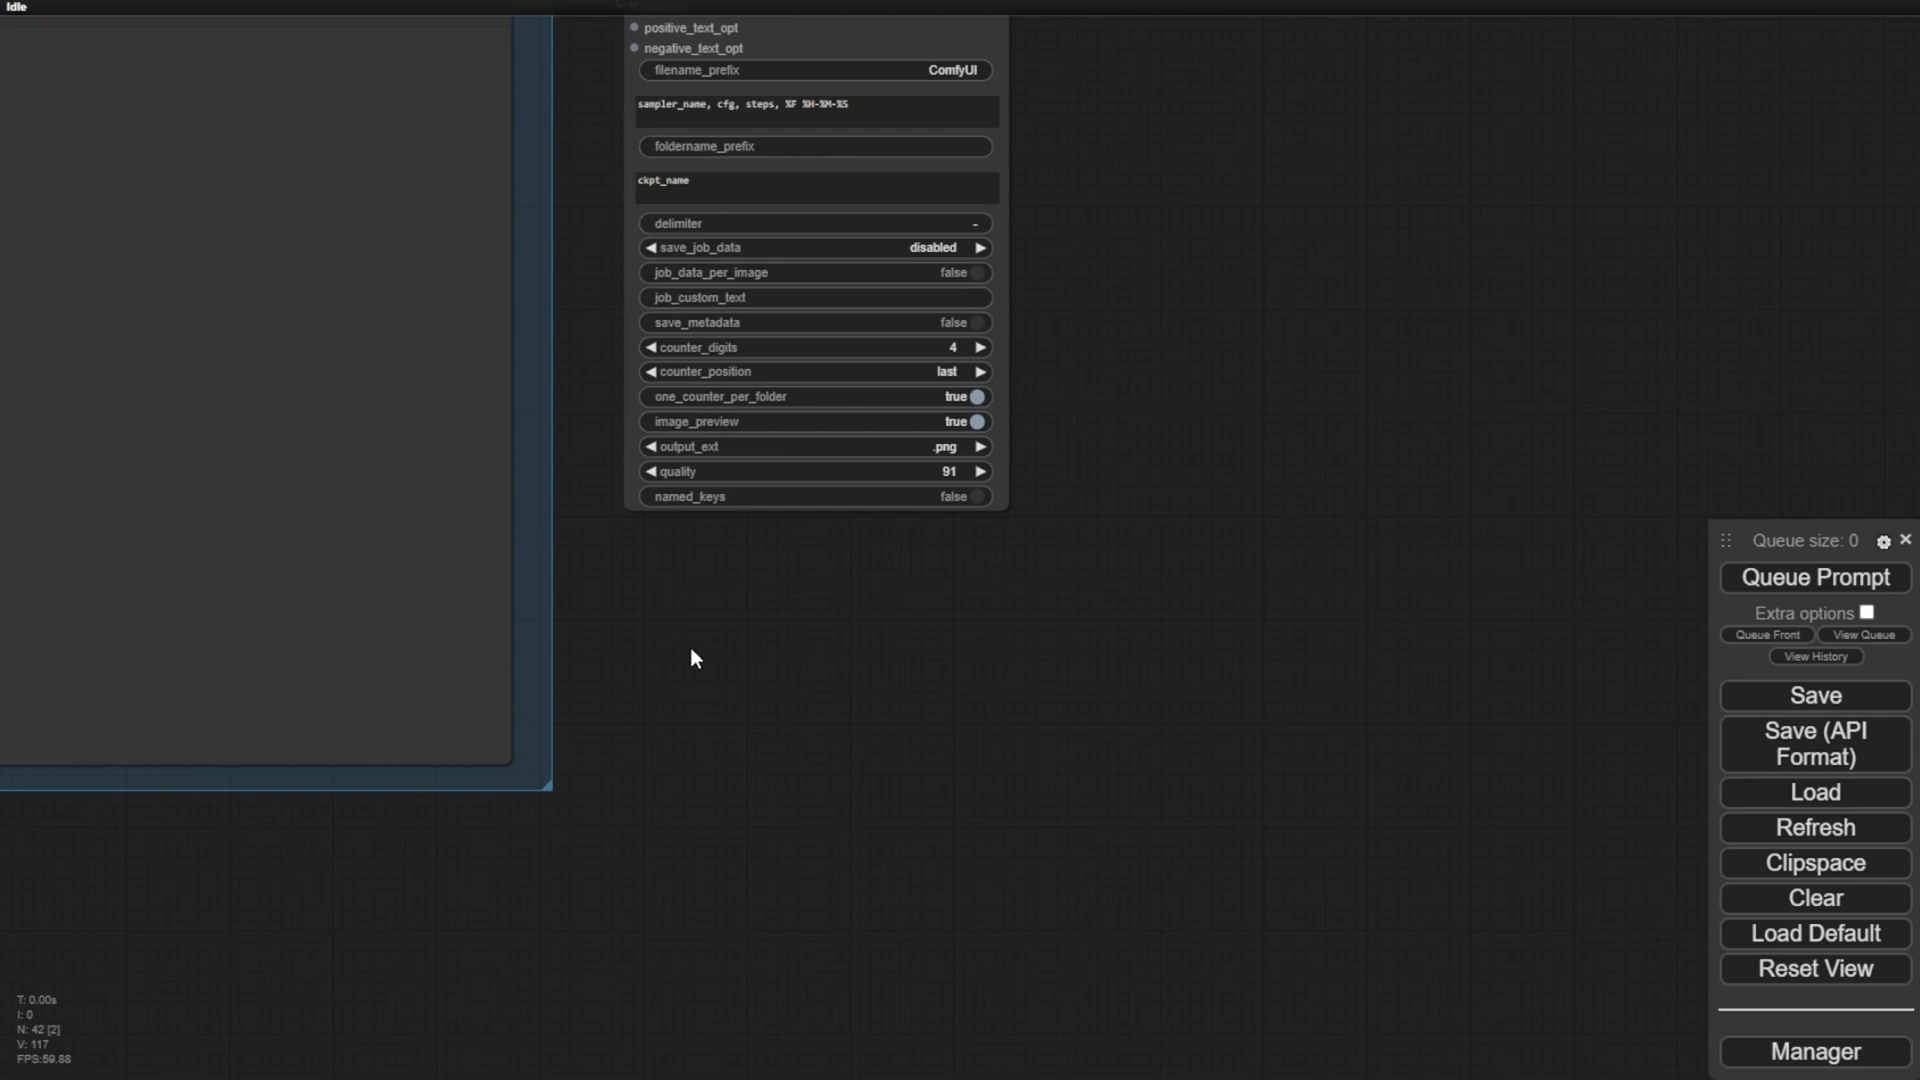 Idle
positive_text_opt
negative_text_opt
filename_prefix ComfyUI
sampler_name, cfg, steps, %F %H-%M-%S
foldername_prefix
ckpt_name
delimiter -
save_job_data disabled
job_data_per_image false
job_custom_text
save_metadata false
counter_digits 4
counter_position last
one_counter_per_folder true
image_preview true
output_ext .png
quality 91
named_keys false
Queue size: 0
Queue Prompt
Extra options
Queue Front View Queue
View History
Save
Save (API
Format)
Load
Refresh
Clipspace
Clear
Load Default
Reset View
Manager
T: 0.00s
I: 0
N: 42 [2]
V: 117
FPS:59.88